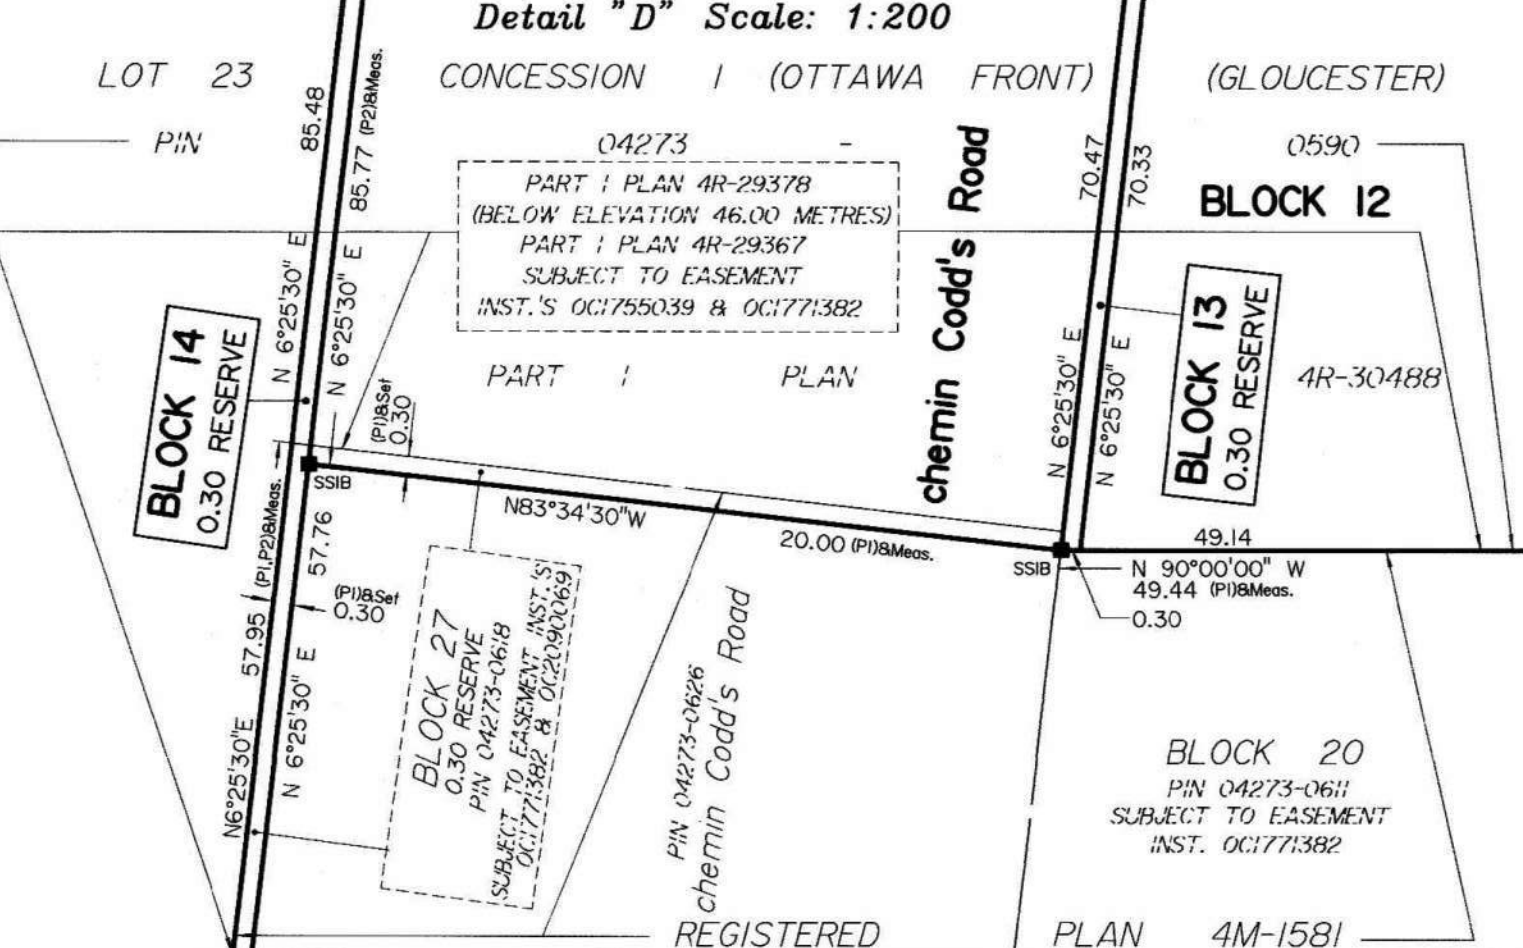 Detail "D" Scale: 1:200
LOT 23 CONCESSION 1 (OTTAWA FRONT) (GLOUCESTER)
PIN 04273 - 0590
85.48
85.77 (P2)&Meas.
PART 1 PLAN 4R-29378
(BELOW ELEVATION 46.00 METRES)
PART 1 PLAN 4R-29367
SUBJECT TO EASEMENT
INST.'S OC1755039 & OC1771382
chemin Codd's Road
70.47
70.33
BLOCK 12
N 6°25'30" E
N 6°25'30" E
BLOCK 14
0.30 RESERVE
PART 1 PLAN 4R-30488
(P1)&Set
0.30
N 6°25'30" E
N 6°25'30" E
BLOCK 13
0.30 RESERVE
SSIB
N83°34'30"W
20.00 (P1)&Meas.
SSIB
49.14
N 90°00'00" W
49.44 (P1)&Meas.
0.30
(P1,P2)&Meas.
57.95
N6°25'30"E
57.76
N 6°25'30" E
(P1)&Set
0.30
BLOCK 27
0.30 RESERVE
PIN 04273-0618
SUBJECT TO EASEMENT INST.'S
OC1771382 & OC2090069
PIN 04273-0626
chemin Codd's Road
BLOCK 20
PIN 04273-0611
SUBJECT TO EASEMENT
INST. OC1771382
REGISTERED PLAN 4M-1581